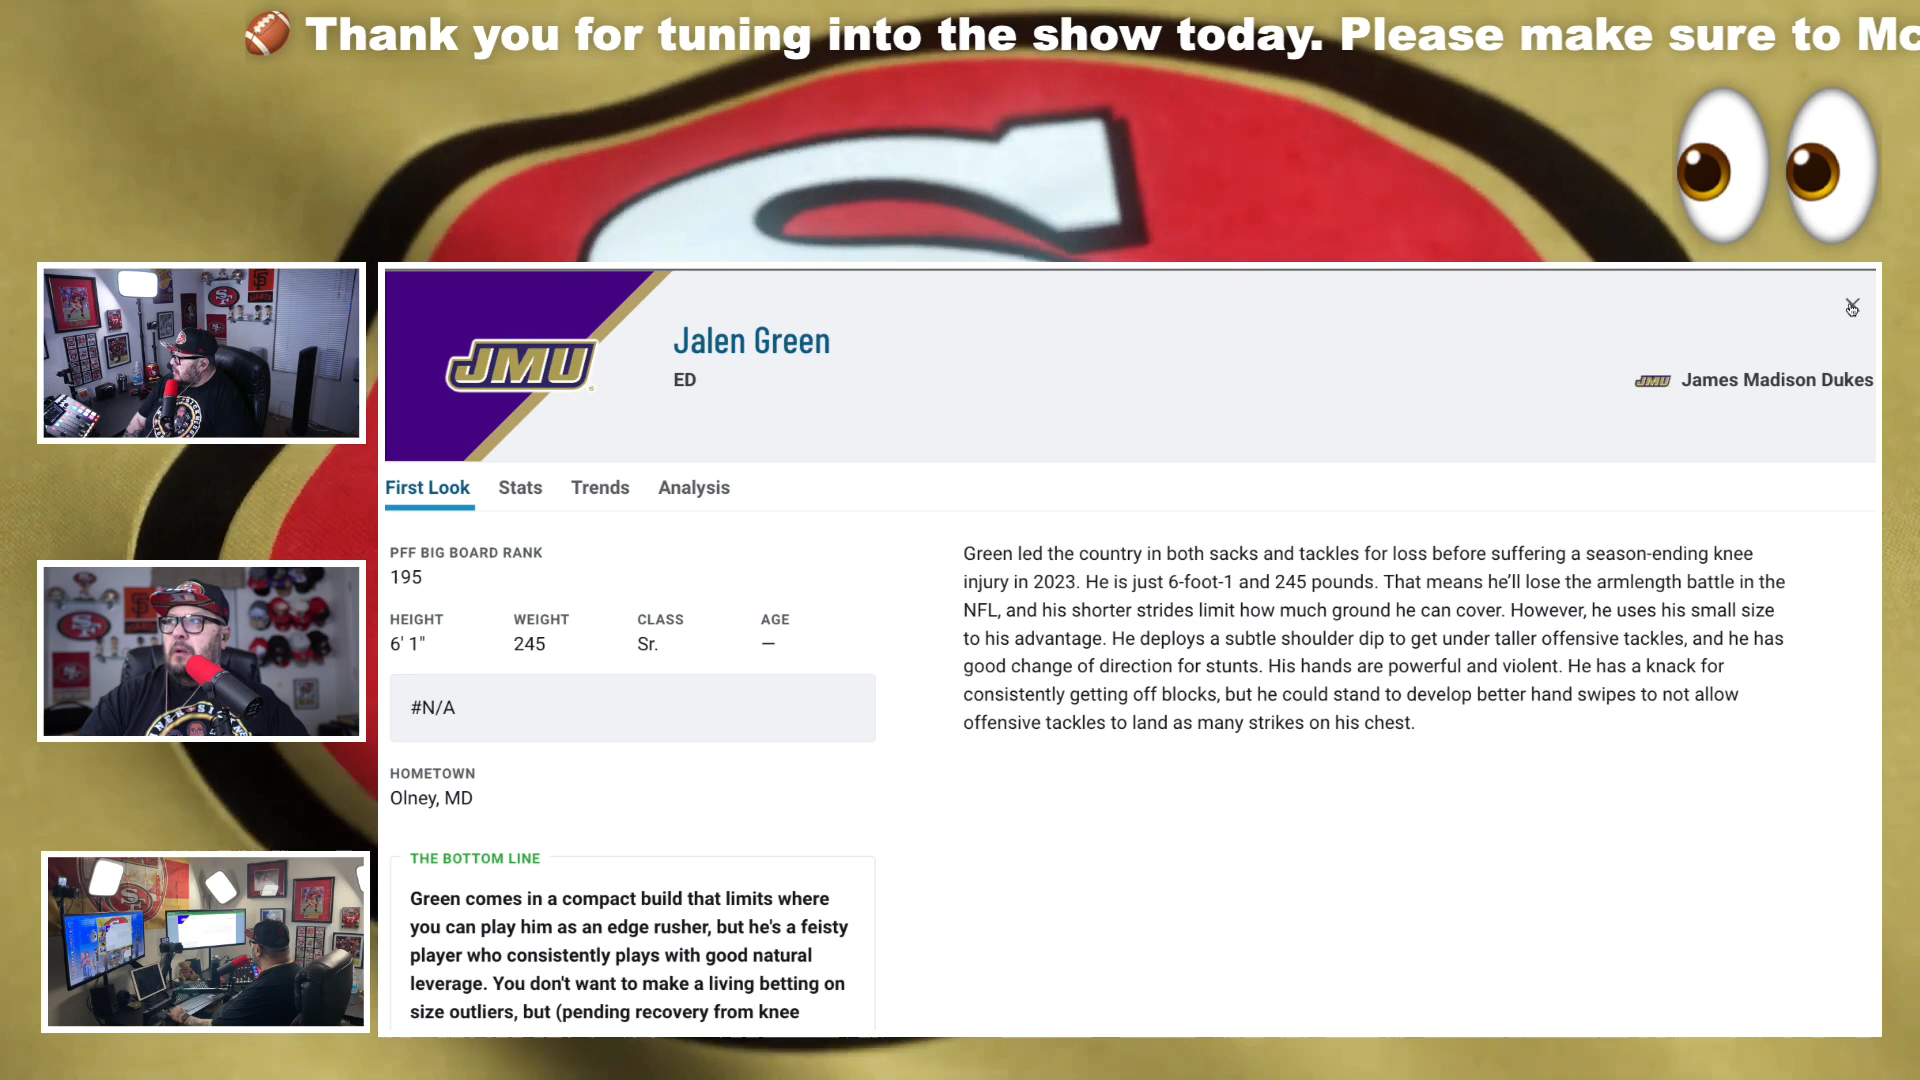 Thank you for tuning into the show today. Please make sure to Mc
JMU
Jalen Green
ED
JMU James Madison Dukes
First Look Stats Trends Analysis
PFF BIG BOARD RANK
195
HEIGHT WEIGHT CLASS AGE
6' 1" 245 Sr. —
#N/A
HOMETOWN
Olney, MD
THE BOTTOM LINE
Green comes in a compact build that limits where
you can play him as an edge rusher, but he's a feisty
player who consistently plays with good natural
leverage. You don't want to make a living betting on
size outliers, but (pending recovery from knee
Green led the country in both sacks and tackles for loss before suffering a season-ending knee
injury in 2023. He is just 6-foot-1 and 245 pounds. That means he’ll lose the armlength battle in the
NFL, and his shorter strides limit how much ground he can cover. However, he uses his small size
to his advantage. He deploys a subtle shoulder dip to get under taller offensive tackles, and he has
good change of direction for stunts. His hands are powerful and violent. He has a knack for
consistently getting off blocks, but he could stand to develop better hand swipes to not allow
offensive tackles to land as many strikes on his chest.